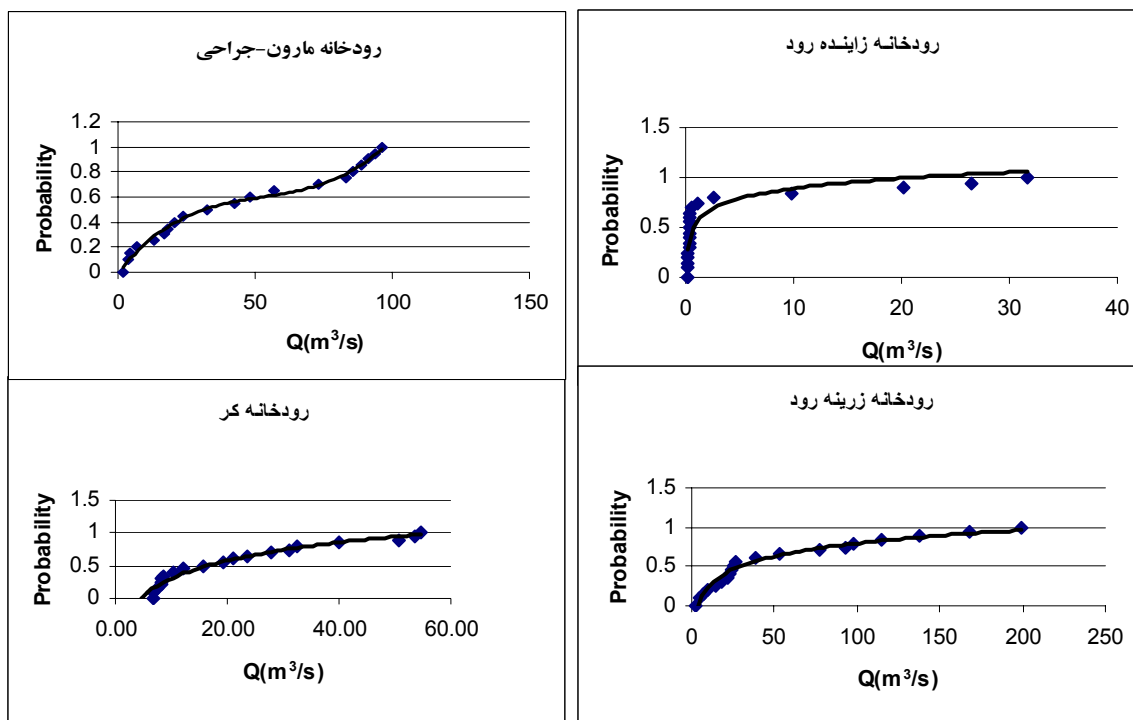 رودخانه مارون-جراحی
Probability
1.2
1
0.8
0.6
0.4
0.2
0
0 50 100 150
Q(m³/s)
رودخانه زاینده رود
Probability
1.5
1
0.5
0
0 10 20 30 40
Q(m³/s)
رودخانه کر
Probability
1.5
1
0.5
0
0.00 20.00 40.00 60.00
Q(m³/s)
رودخانه زرینه رود
Probability
1.5
1
0.5
0
0 50 100 150 200 250
Q(m³/s)